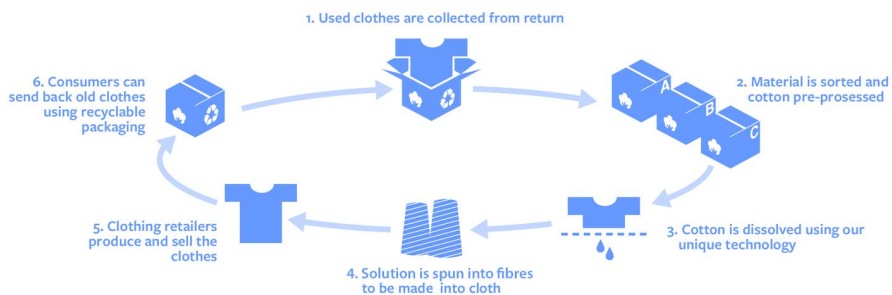 1. Used clothes are collected from return
2. Material is sorted and
cotton pre-prosessed
A
B
C
3. Cotton is dissolved using our
unique technology
4. Solution is spun into fibres
to be made into cloth
5. Clothing retailers
produce and sell the
clothes
6. Consumers can
send back old clothes
using recyclable
packaging